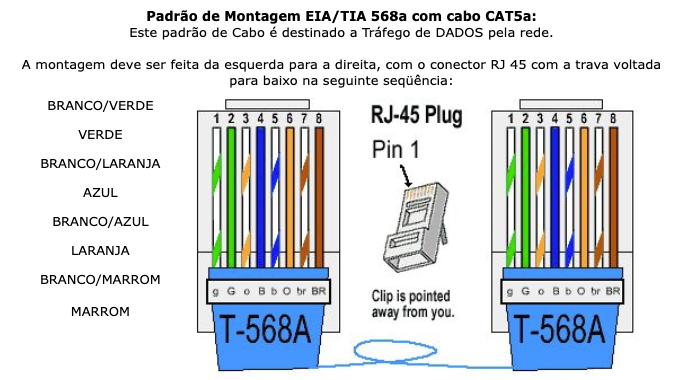 Padrão de Montagem EIA/TIA 568a com cabo CAT5a:
Este padrão de Cabo é destinado a Tráfego de DADOS pela rede.
A montagem deve ser feita da esquerda para a direita, com o conector RJ 45 com a trava voltada
para baixo na seguinte seqüência:
BRANCO/VERDE
VERDE
BRANCO/LARANJA
AZUL
BRANCO/AZUL
LARANJA
BRANCO/MARROM
MARROM
1 2 3 4 5 6 7 8
g G o B b O br BR
T-568A
RJ-45 Plug
Pin 1
Clip is pointed
away from you.
1 2 3 4 5 6 7 8
g G o B b O br BR
T-568A